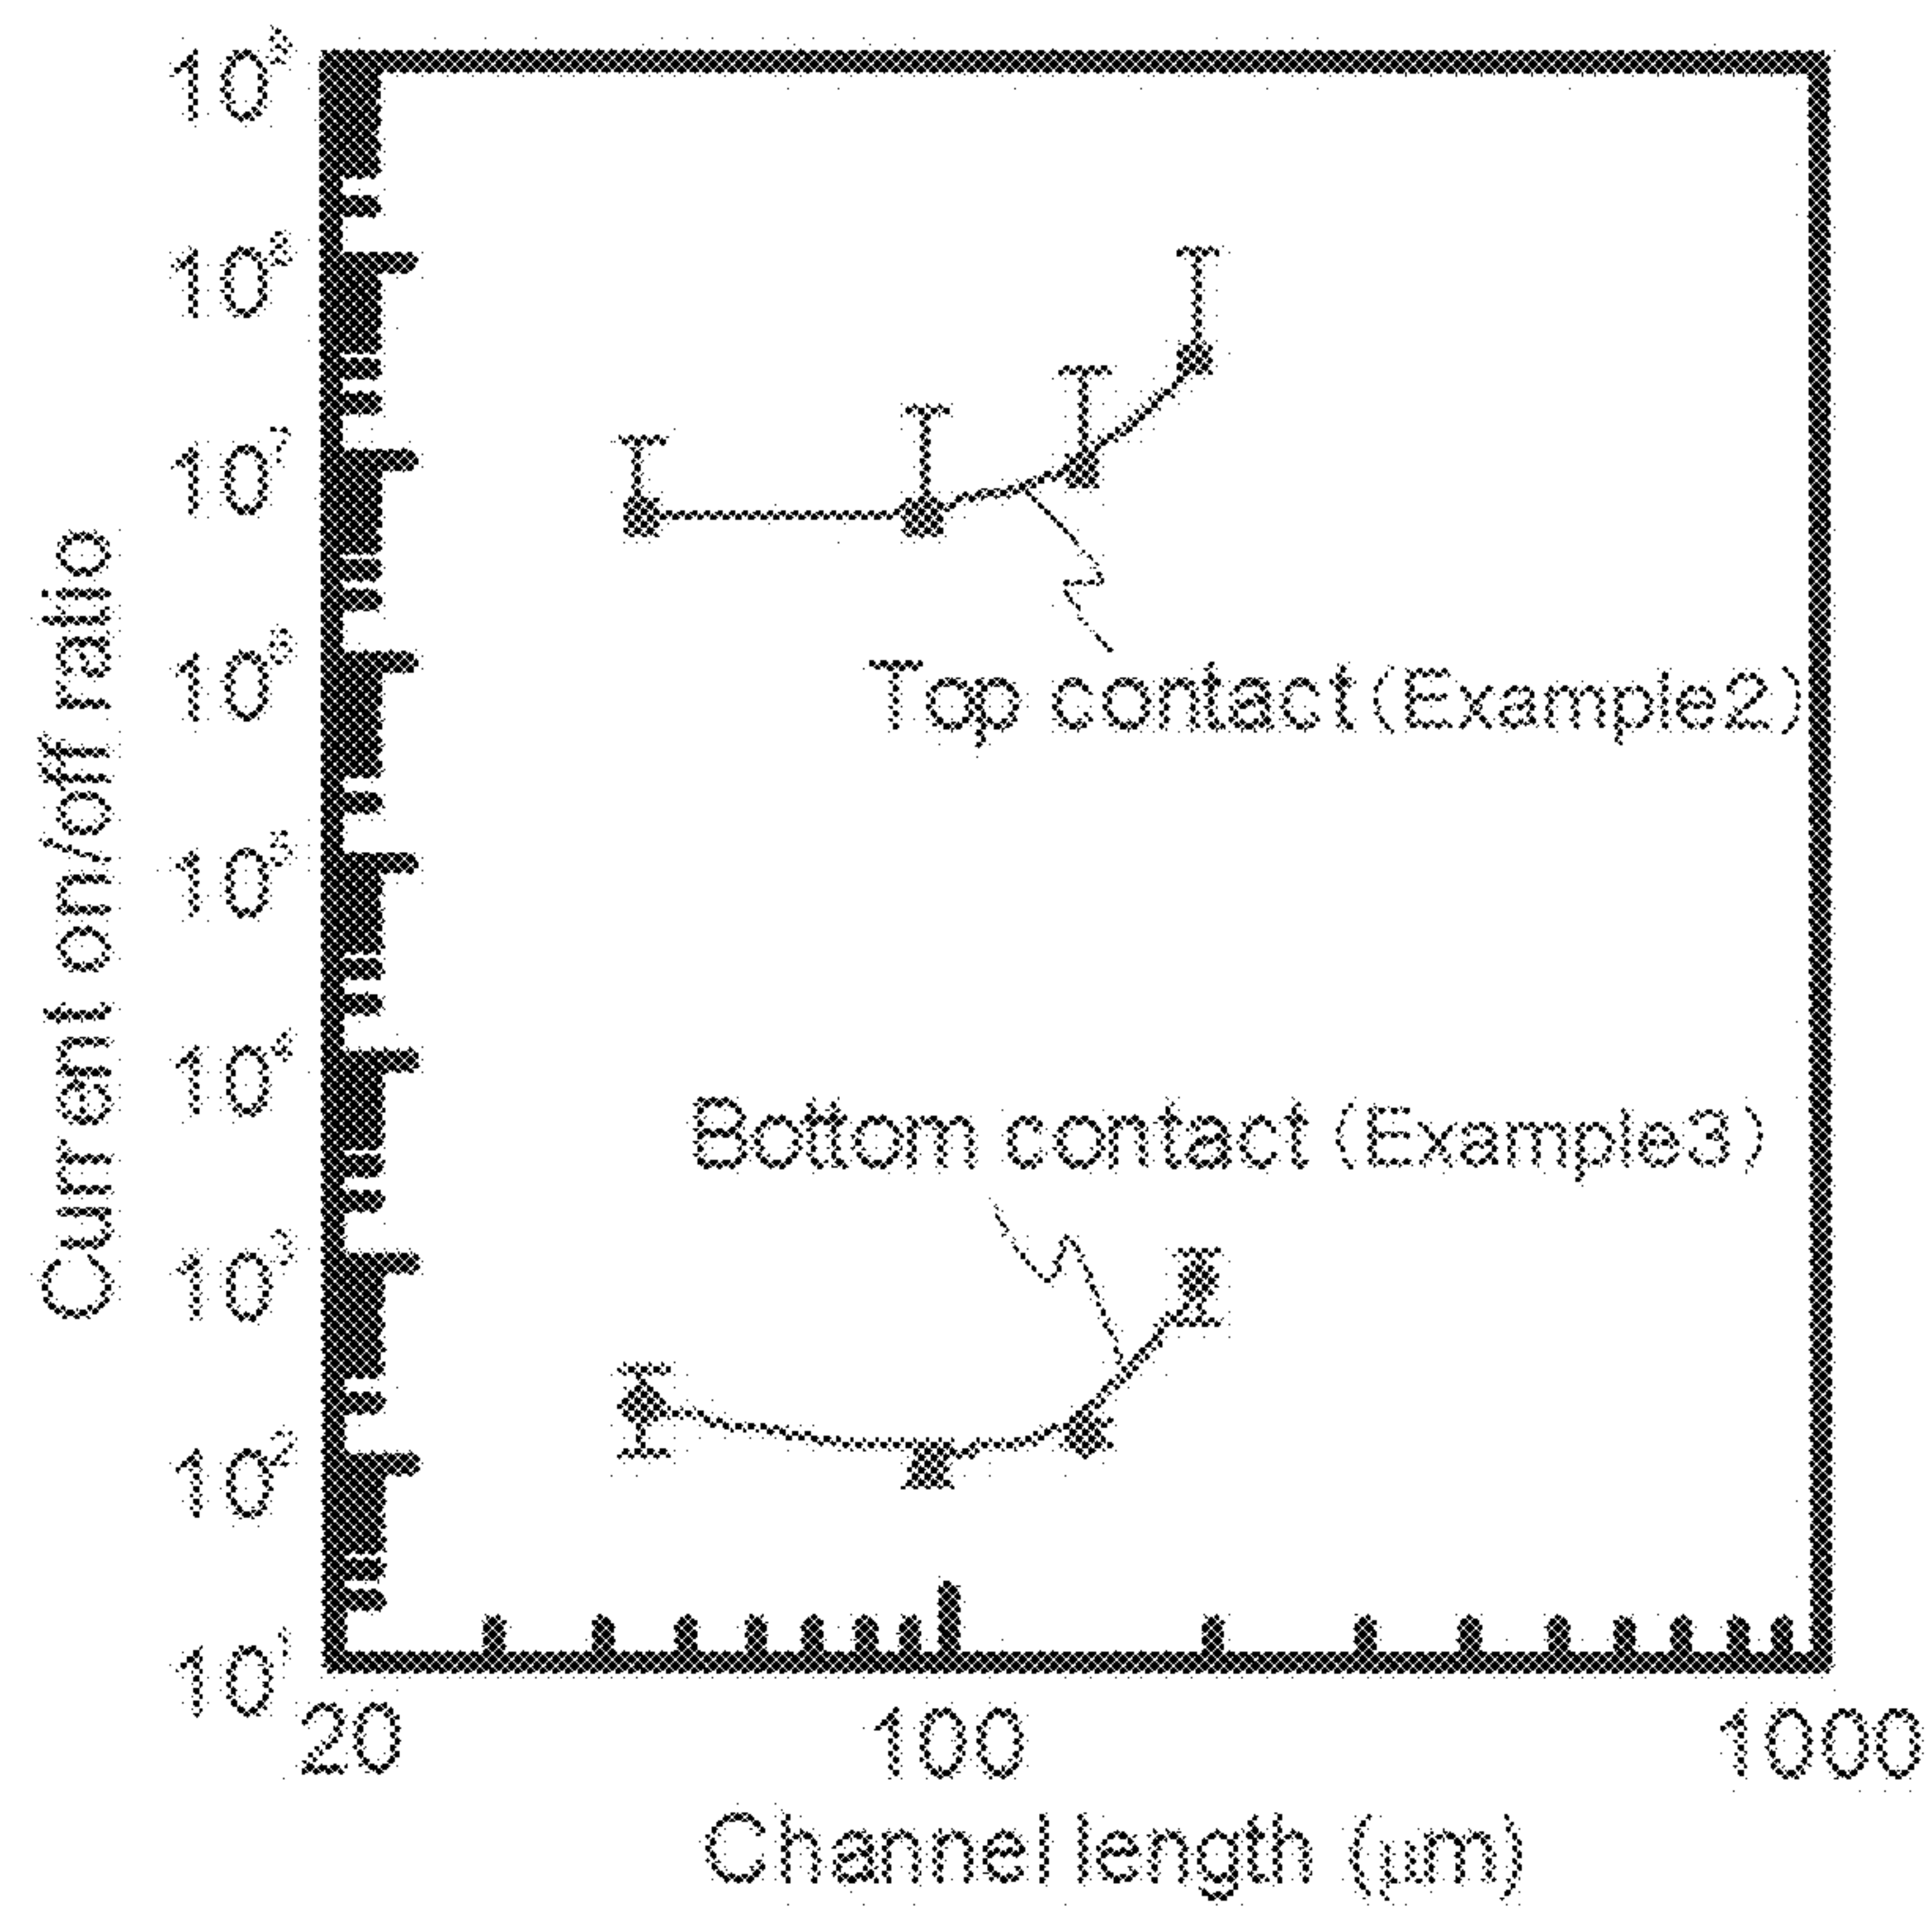 10⁹
10⁸
10⁷
10⁶
10⁵
10⁴
10³
10²
10¹
Current on/off ratio
Top contact (Example2)
Bottom contact (Example3)
20 100 1000
Channel length (μm)